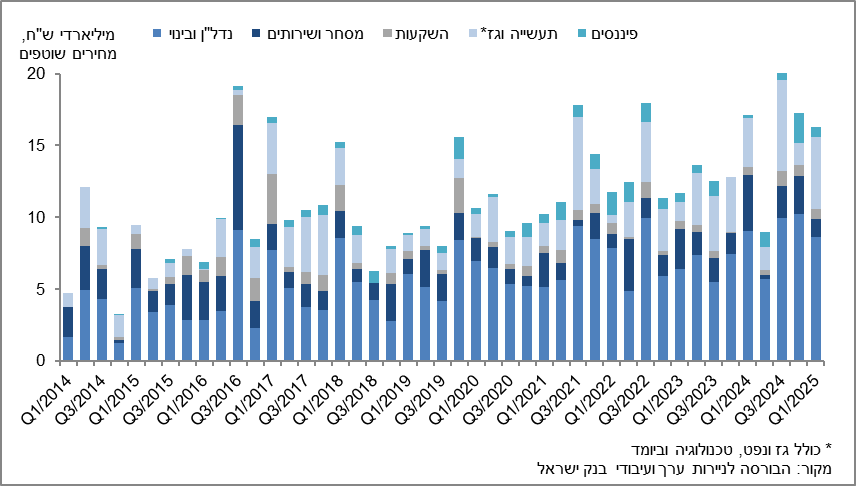 מיליארדי ש"ח,
מחירים שוטפים
נדל"ן ובינוי
מסחר ושירותים
השקעות
תעשייה וגז*
פיננסים
20
15
10
5
0
Q1/2014
Q3/2014
Q1/2015
Q3/2015
Q1/2016
Q3/2016
Q1/2017
Q3/2017
Q1/2018
Q3/2018
Q1/2019
Q3/2019
Q1/2020
Q3/2020
Q1/2021
Q3/2021
Q1/2022
Q3/2022
Q1/2023
Q3/2023
Q1/2024
Q3/2024
Q1/2025
* כולל גז ונפט, טכנולוגיה וביומד
מקור: הבורסה לניירות ערך ועיבודי בנק ישראל